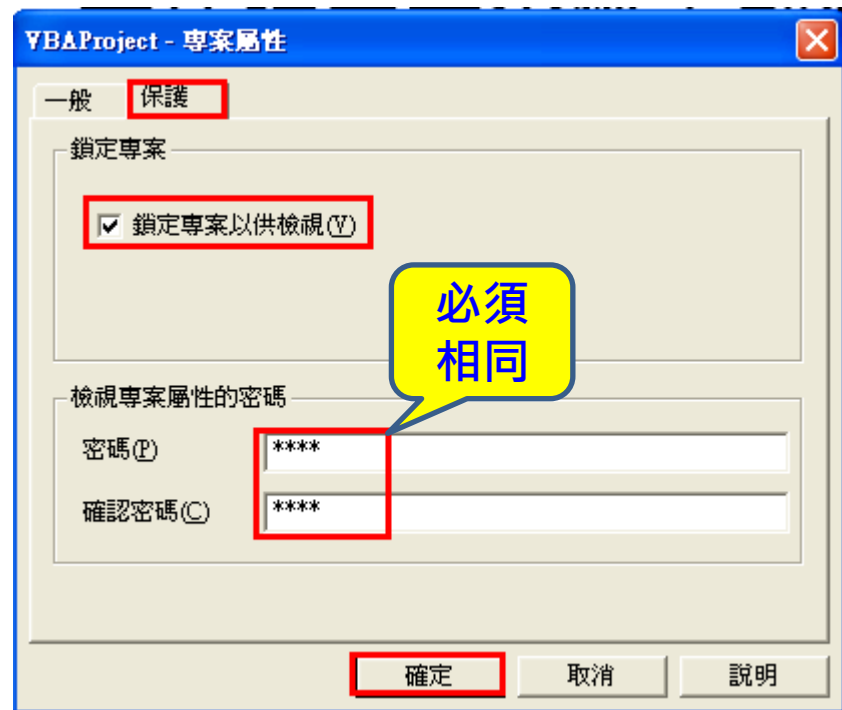 VBAProject - 專案屬性
一般
保護
鎖定專案
鎖定專案以供檢視(V)
必須
相同
檢視專案屬性的密碼
密碼(P)
****
確認密碼(C)
****
確定
取消
說明